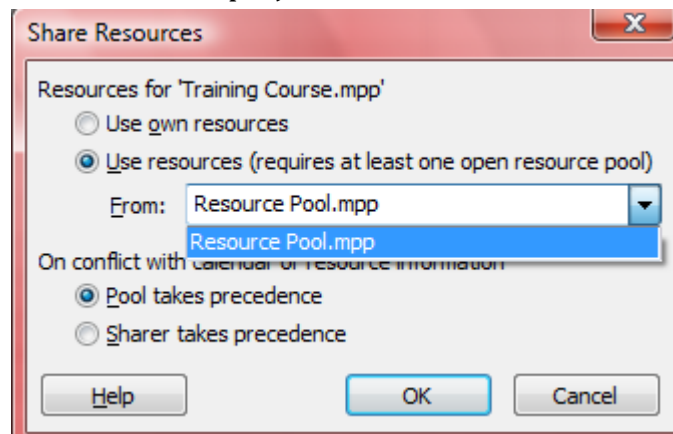 Share Resources
Resources for 'Training Course.mpp'
Use own resources
Use resources (requires at least one open resource pool)
From: Resource Pool.mpp
Resource Pool.mpp
On conflict with calendar or resource information
Pool takes precedence
Sharer takes precedence
Help OK Cancel